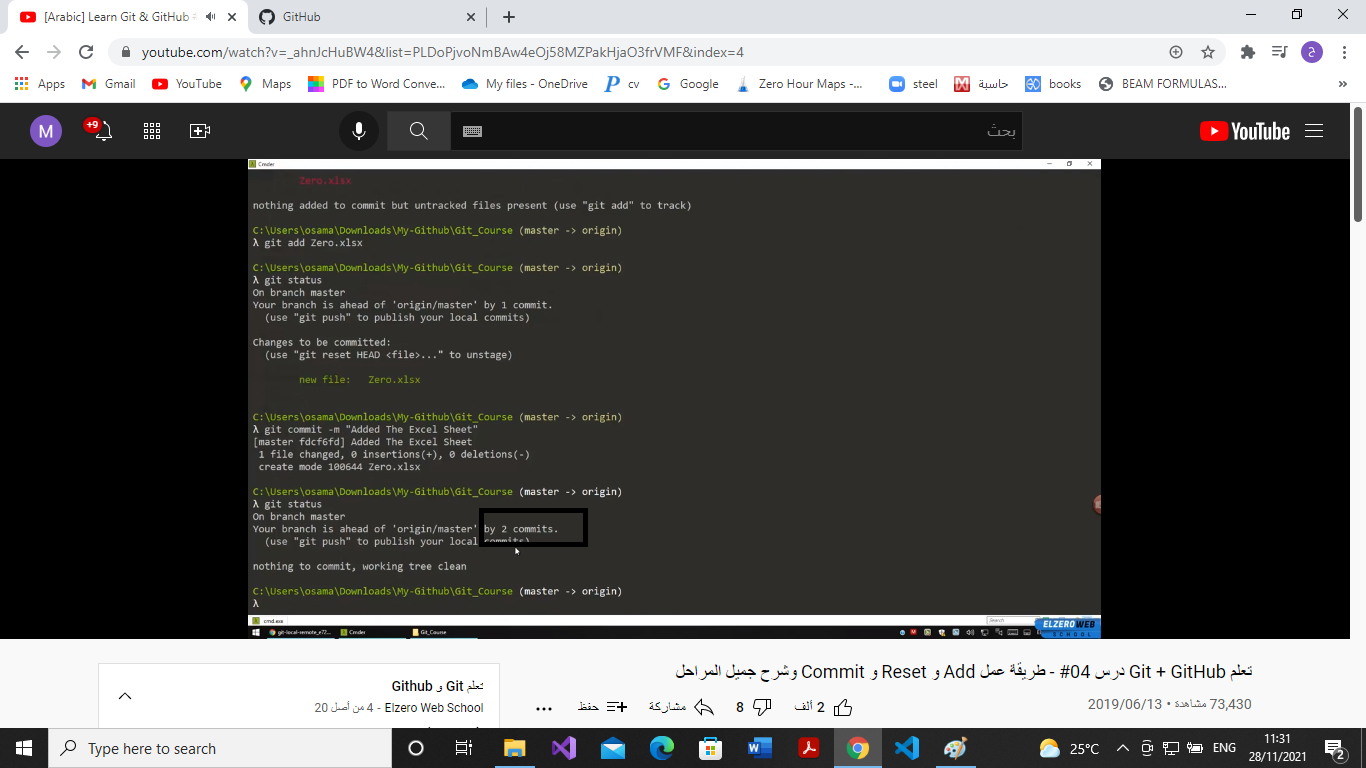 [Arabic] Learn Git & GitHub
GitHub
youtube.com/watch?v=_ahnJcHuBW4&list=PLDoPjvoNmBAw4eOj58MZPakHjaO3frVMF&index=4
خ
Apps
Gmail
YouTube
Maps
PDF to Word Conve...
My files - OneDrive
cv
Google
Zero Hour Maps -...
steel
حاسبة
books
BEAM FORMULAS...
M
+9
بحث
YouTube
Cmder
Zero.xlsx
nothing added to commit but untracked files present (use "git add" to track)
C:\Users\osama\Downloads\My-Github\Git_Course (master -> origin)
λ git add Zero.xlsx
C:\Users\osama\Downloads\My-Github\Git_Course (master -> origin)
λ git status
On branch master
Your branch is ahead of 'origin/master' by 1 commit.
(use "git push" to publish your local commits)
Changes to be committed:
(use "git reset HEAD <file>..." to unstage)
new file: Zero.xlsx
C:\Users\osama\Downloads\My-Github\Git_Course (master -> origin)
λ git commit -m "Added The Excel Sheet"
[master fdcf6fd] Added The Excel Sheet
1 file changed, 0 insertions(+), 0 deletions(-)
create mode 100644 Zero.xlsx
C:\Users\osama\Downloads\My-Github\Git_Course (master -> origin)
λ git status
On branch master
Your branch is ahead of 'origin/master' by 2 commits.
(use "git push" to publish your local commits)
nothing to commit, working tree clean
C:\Users\osama\Downloads\My-Github\Git_Course (master -> origin)
λ
cmd.exe
Search
git-local-remote_e72...
Cmder
Git_Course
ELZERO WEB
SCHOOL
تعلم Git + GitHub درس 04# - طريقة عمل Add و Reset و Commit وشرح جميل المراحل
73,430 مشاهدة • 2019/06/13
2 ألف
8
مشاركة
حفظ
تعلم Git و Github
Elzero Web School - 4 من أصل 20
Type here to search
25°C
ENG
11:31
28/11/2021
2